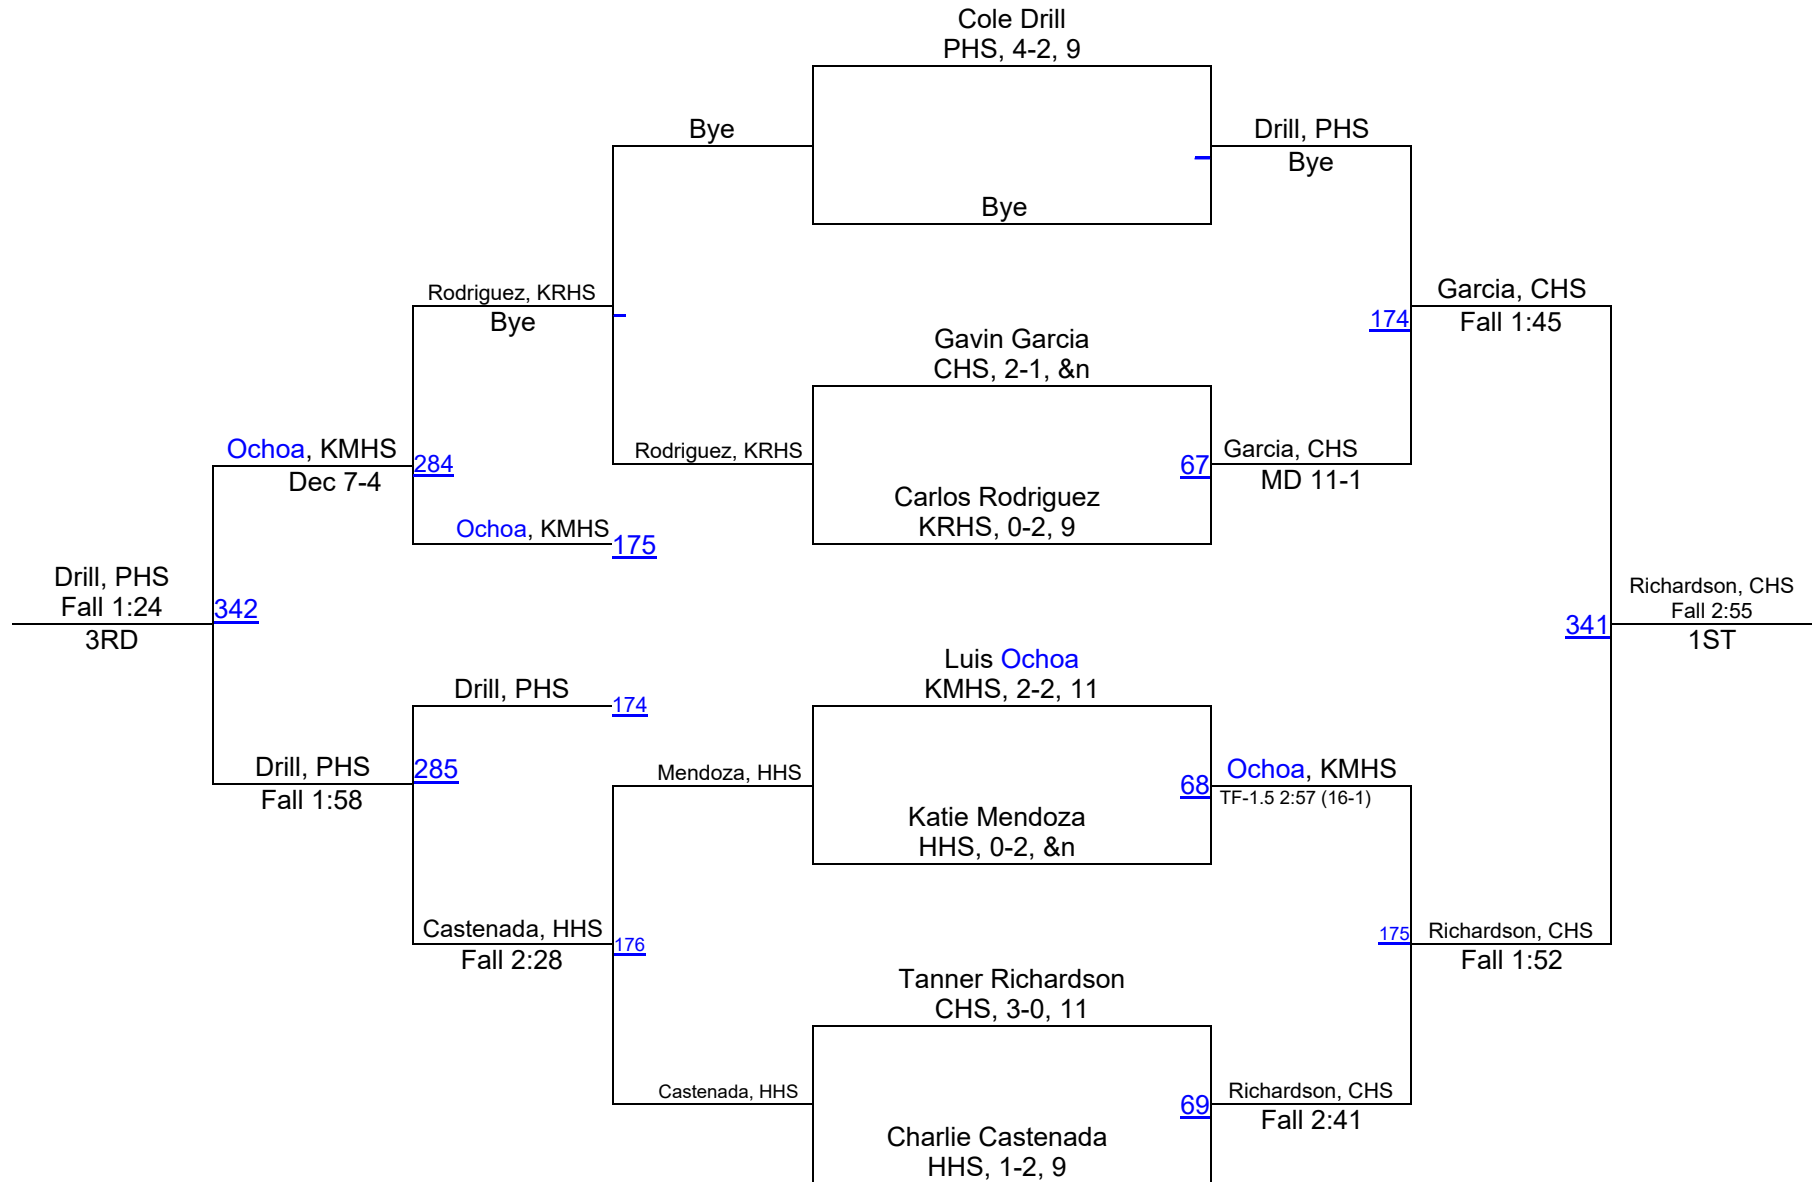 Cole Drill
PHS, 4-2, 9
Bye
Drill, PHS
Bye
Bye
Rodriguez, KRHS
Bye
Garcia, CHS
174
Fall 1:45
Gavin Garcia
CHS, 2-1, &n
Ochoa, KMHS
284
Dec 7-4
Rodriguez, KRHS
67
Garcia, CHS
MD 11-1
Carlos Rodriguez
KRHS, 0-2, 9
Ochoa, KMHS
175
Drill, PHS
Fall 1:24
342
3RD
Richardson, CHS
Fall 2:55
341
1ST
Luis Ochoa
KMHS, 2-2, 11
Drill, PHS
174
Drill, PHS
285
Fall 1:58
Mendoza, HHS
68
Ochoa, KMHS
TF-1.5 2:57 (16-1)
Katie Mendoza
HHS, 0-2, &n
Castenada, HHS
176
Fall 2:28
175
Richardson, CHS
Fall 1:52
Tanner Richardson
CHS, 3-0, 11
Castenada, HHS
69
Richardson, CHS
Fall 2:41
Charlie Castenada
HHS, 1-2, 9